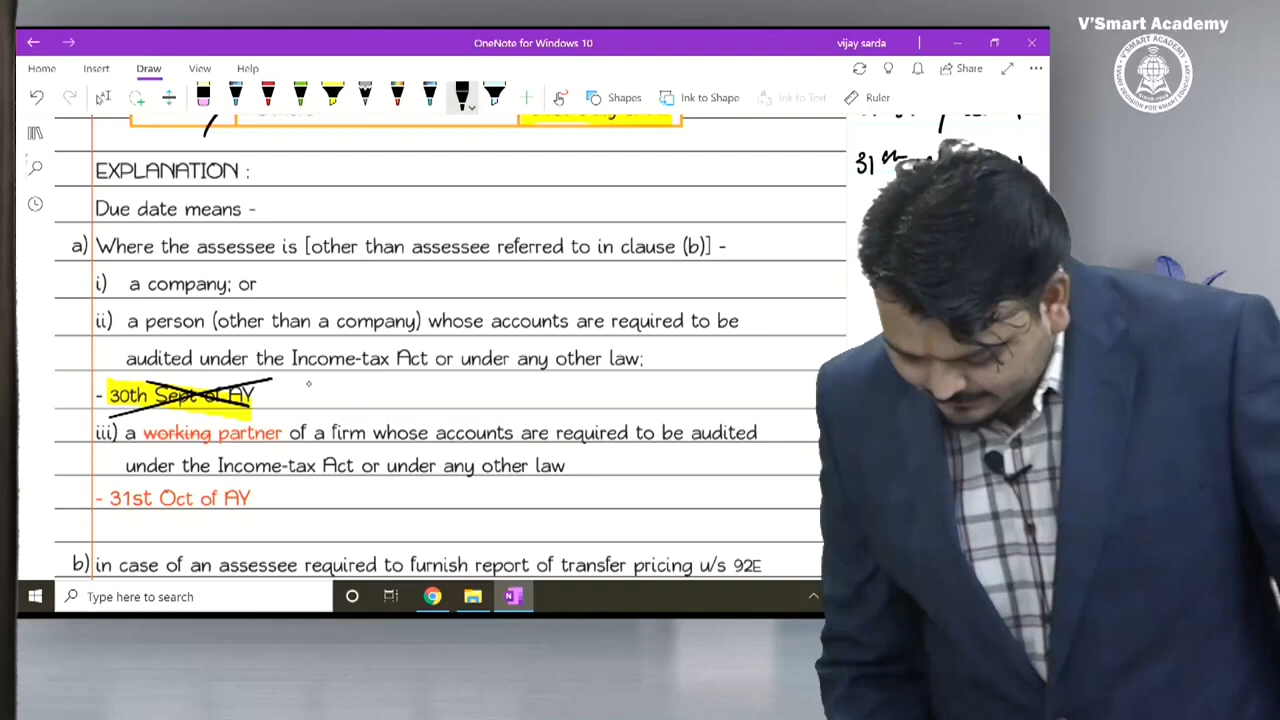 V'Smart Academy
OneNote for Windows 10
vijay sarda
Home Insert Draw View Help
Share
Shapes Ink to Shape Ink to Text Ruler
31st
EXPLANATION :
Due date means -
a) Where the assessee is [other than assessee referred to in clause (b)] -
i) a company; or
ii) a person (other than a company) whose accounts are required to be
audited under the Income-tax Act or under any other law;
- 30th Sept of AY
iii) a working partner of a firm whose accounts are required to be audited
under the Income-tax Act or under any other law
- 31st Oct of AY
b) in case of an assessee required to furnish report of transfer pricing u/s 92E
Type here to search